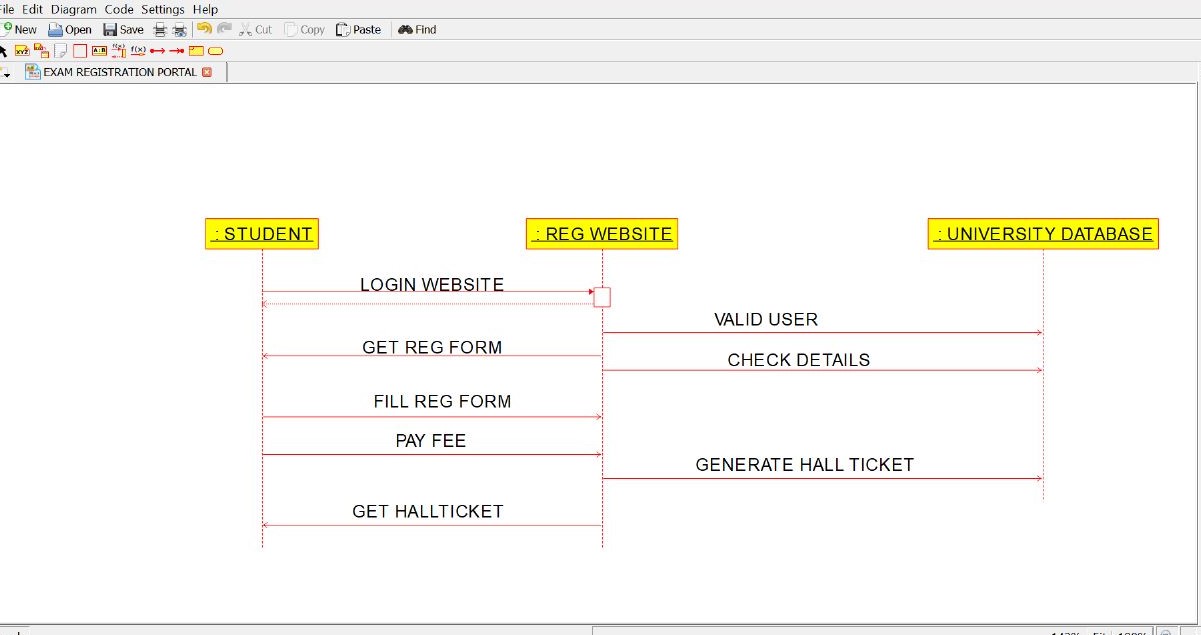 File Edit Diagram Code Settings Help
New Open Save Cut Copy Paste Find
EXAM REGISTRATION PORTAL
: STUDENT
: REG WEBSITE
: UNIVERSITY DATABASE
LOGIN WEBSITE
VALID USER
GET REG FORM
CHECK DETAILS
FILL REG FORM
PAY FEE
GENERATE HALL TICKET
GET HALLTICKET